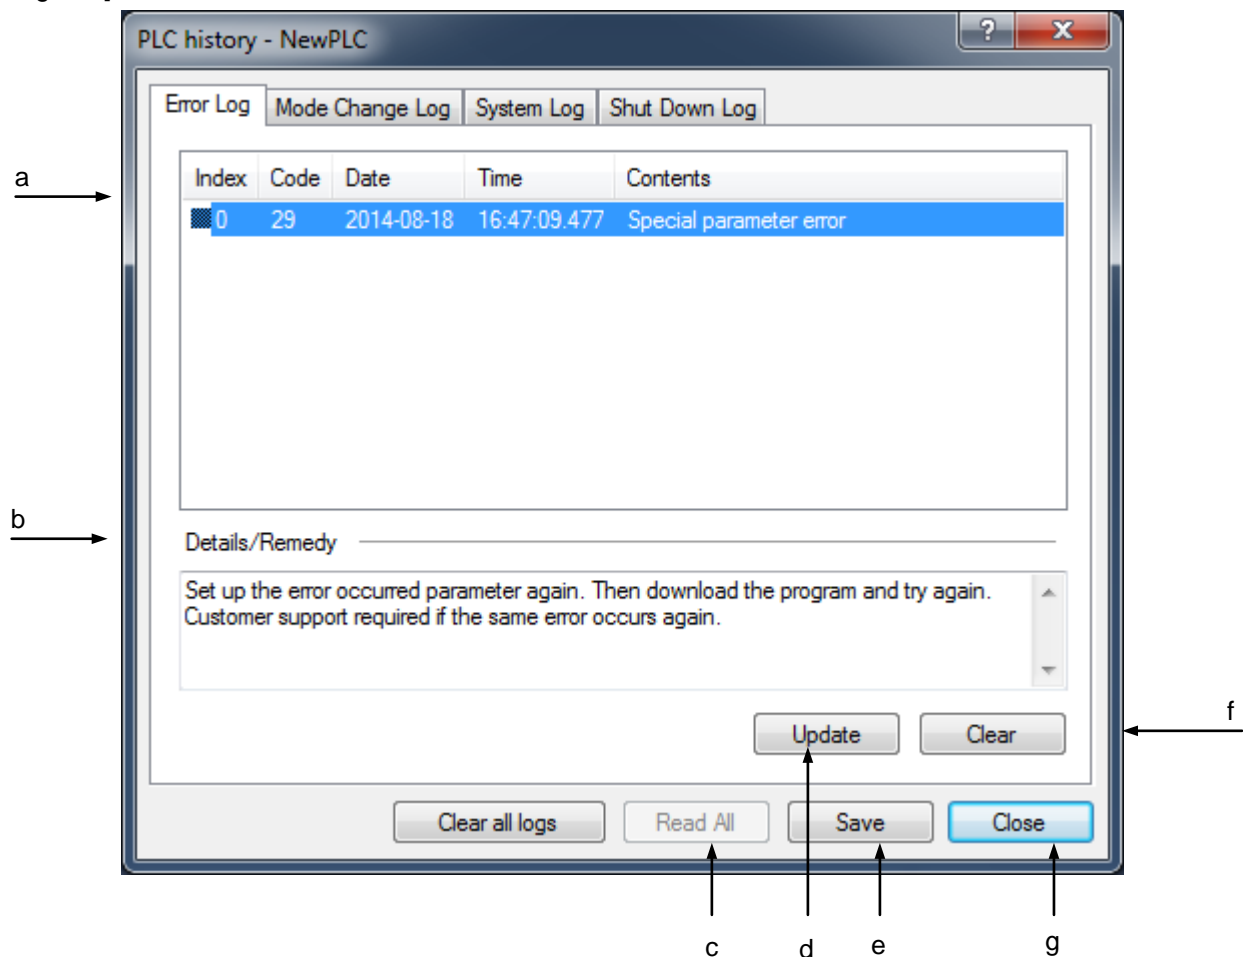 PLC history - NewPLC
?
x
Error Log Mode Change Log System Log Shut Down Log
a
Index Code Date Time Contents
0 29 2014-08-18 16:47:09.477 Special parameter error
b
Details/Remedy
Set up the error occurred parameter again. Then download the program and try again.
Customer support required if the same error occurs again.
Update Clear
f
Clear all logs Read All Save Close
c d e g